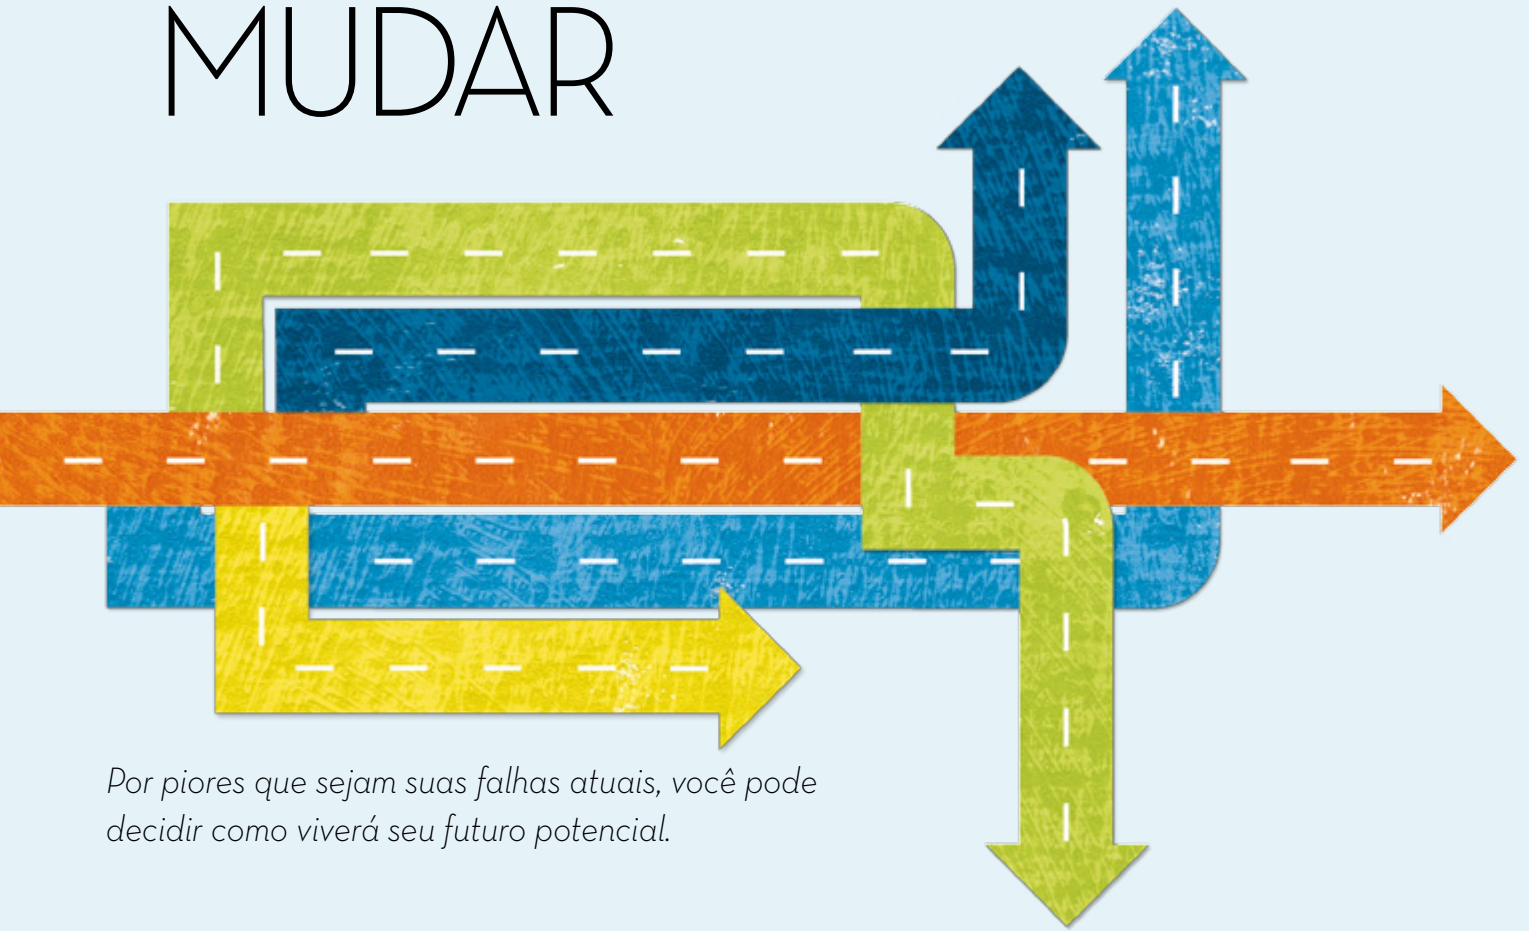 MUDAR
Por piores que sejam suas falhas atuais, você pode
decidir como viverá seu futuro potencial.